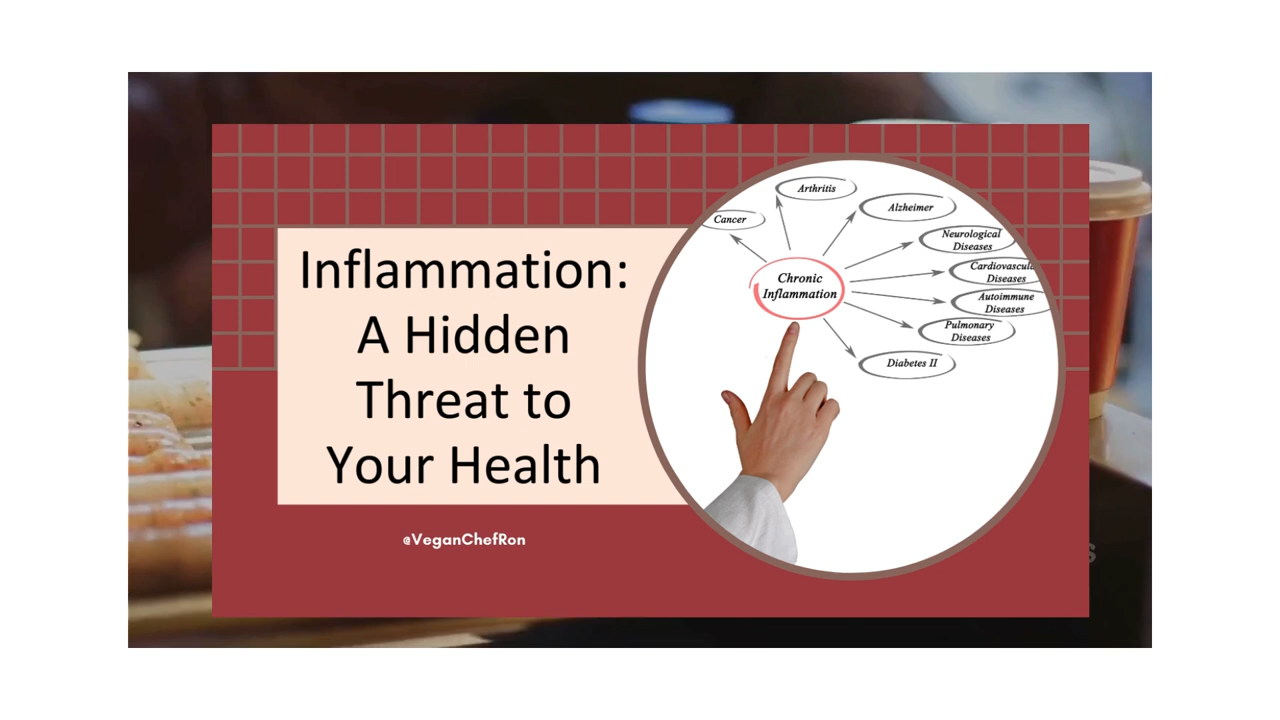 Inflammation:
A Hidden
Threat to
Your Health
@VeganChefRon
Arthritis
Cancer
Alzheimer
Neurological
Diseases
Chronic
Inflammation
Cardiovascula
Diseases
Autoimmune
Diseases
Pulmonary
Diseases
Diabetes II